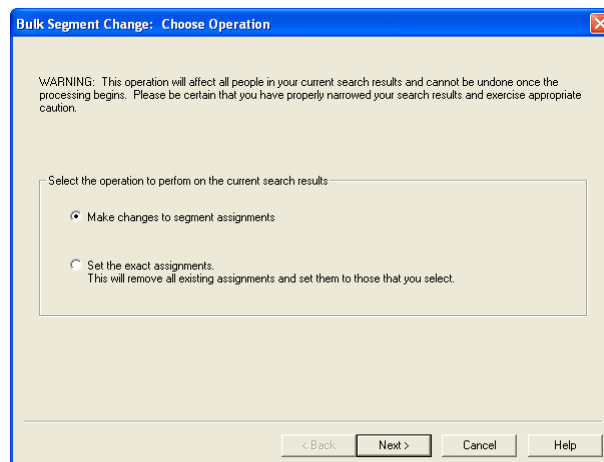 Bulk Segment Change:  Choose Operation
WARNING:  This operation will affect all people in your current search results and cannot be undone once the
processing begins.  Please be certain that you have properly narrowed your search results and exercise appropriate
caution.
Select the operation to perfom on the current search results
Make changes to segment assignments
Set the exact assignments.
This will remove all existing assignments and set them to those that you select.
< Back Next > Cancel Help